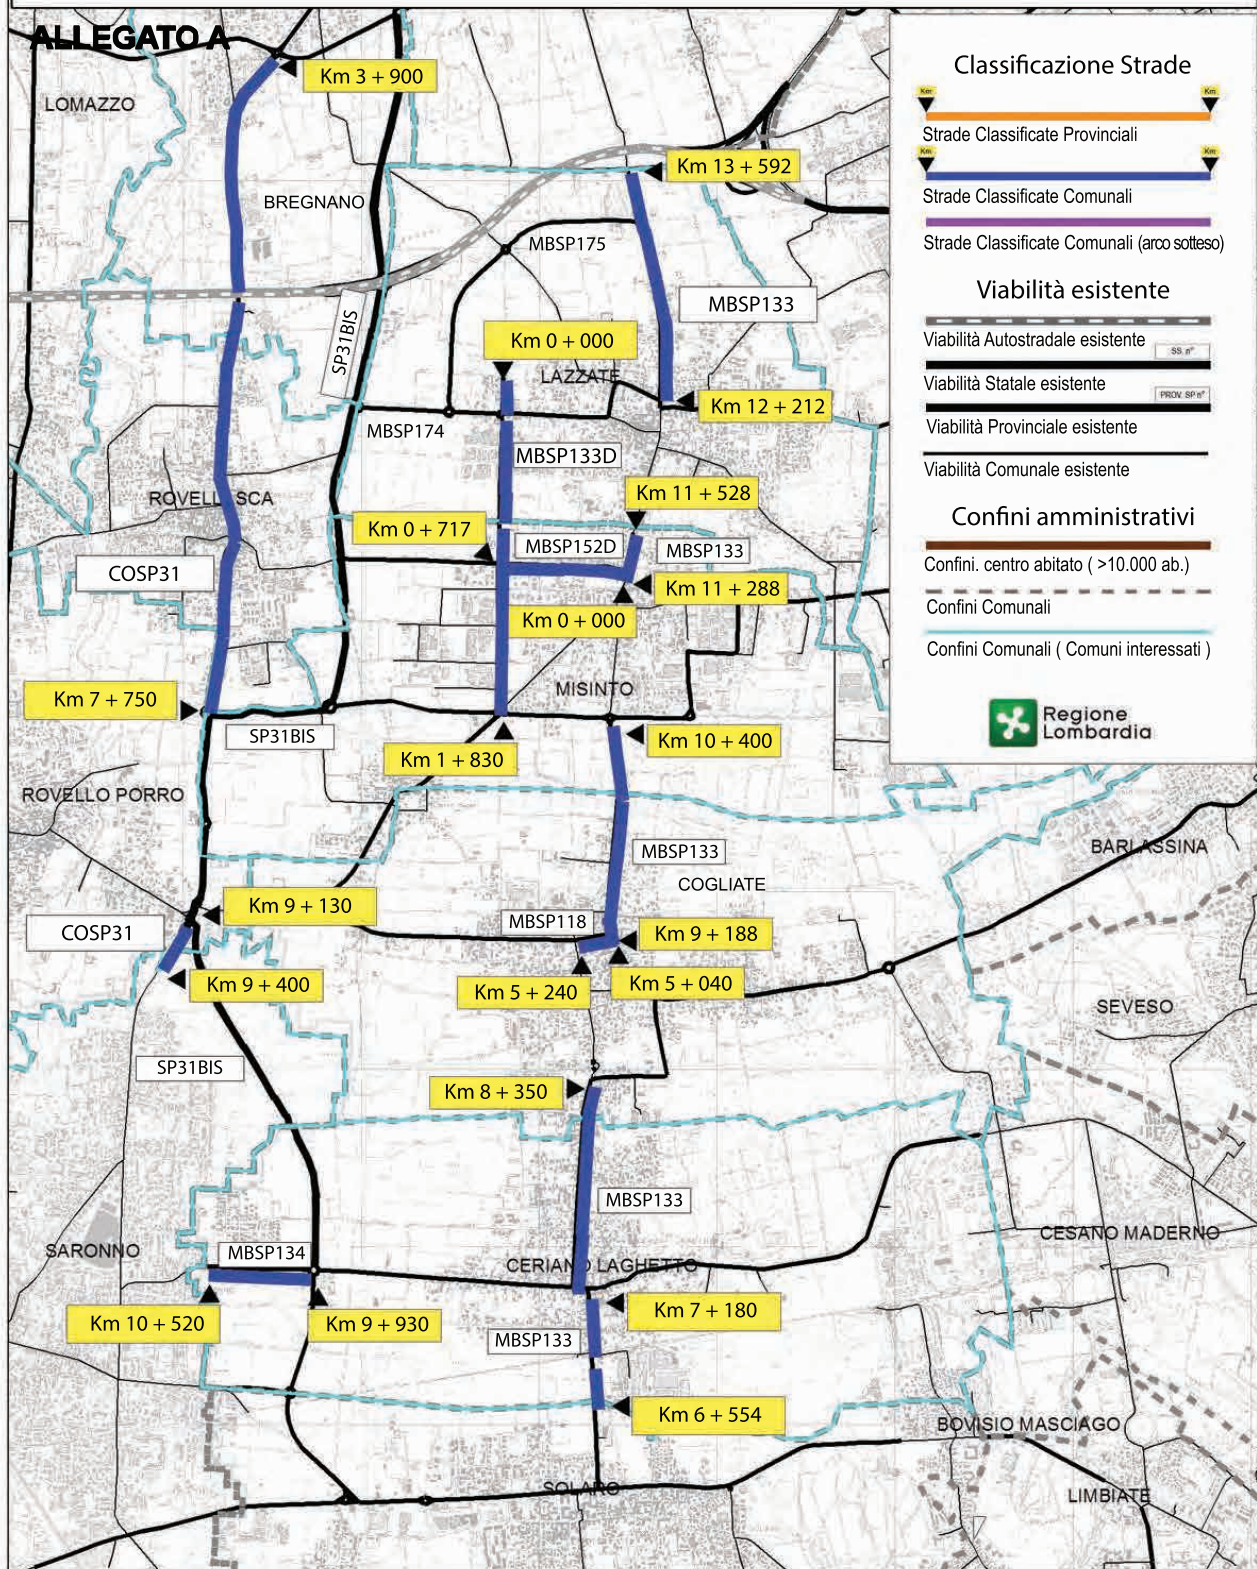 ALLEGATO A
Km 3 + 900
LOMAZZO
Km 13 + 592
BREGNANO
MBSP175
MBSP133
SP31BIS
Km 0 + 000
LAZZATE
Km 12 + 212
MBSP174
MBSP133D
Km 11 + 528
ROVELLASCA
Km 0 + 717
MBSP152D
MBSP133
COSP31
Km 11 + 288
Km 0 + 000
MISINTO
Km 7 + 750
SP31BIS
Km 10 + 400
Km 1 + 830
ROVELLO PORRO
BARLASSINA
MBSP133
COGLIATE
Km 9 + 130
MBSP118
COSP31
Km 9 + 188
Km 9 + 400
Km 5 + 240
Km 5 + 040
SEVESO
SP31BIS
Km 8 + 350
MBSP133
CESANO MADERNO
SARONNO
MBSP134
CERIANO LAGHETTO
Km 10 + 520
Km 9 + 930
Km 7 + 180
MBSP133
Km 6 + 554
BOVISIO MASCIAGO
SOLARO
LIMBIATE
Classificazione Strade
Km Km
Strade Classificate Provinciali
Km Km
Strade Classificate Comunali
Strade Classificate Comunali (arco sotteso)
Viabilità esistente
Viabilità Autostradale esistente
SS. n°
Viabilità Statale esistente
PROV. SP n°
Viabilità Provinciale esistente
Viabilità Comunale esistente
Confini amministrativi
Confini. centro abitato ( >10.000 ab.)
Confini Comunali
Confini Comunali ( Comuni interessati )
Regione
Lombardia